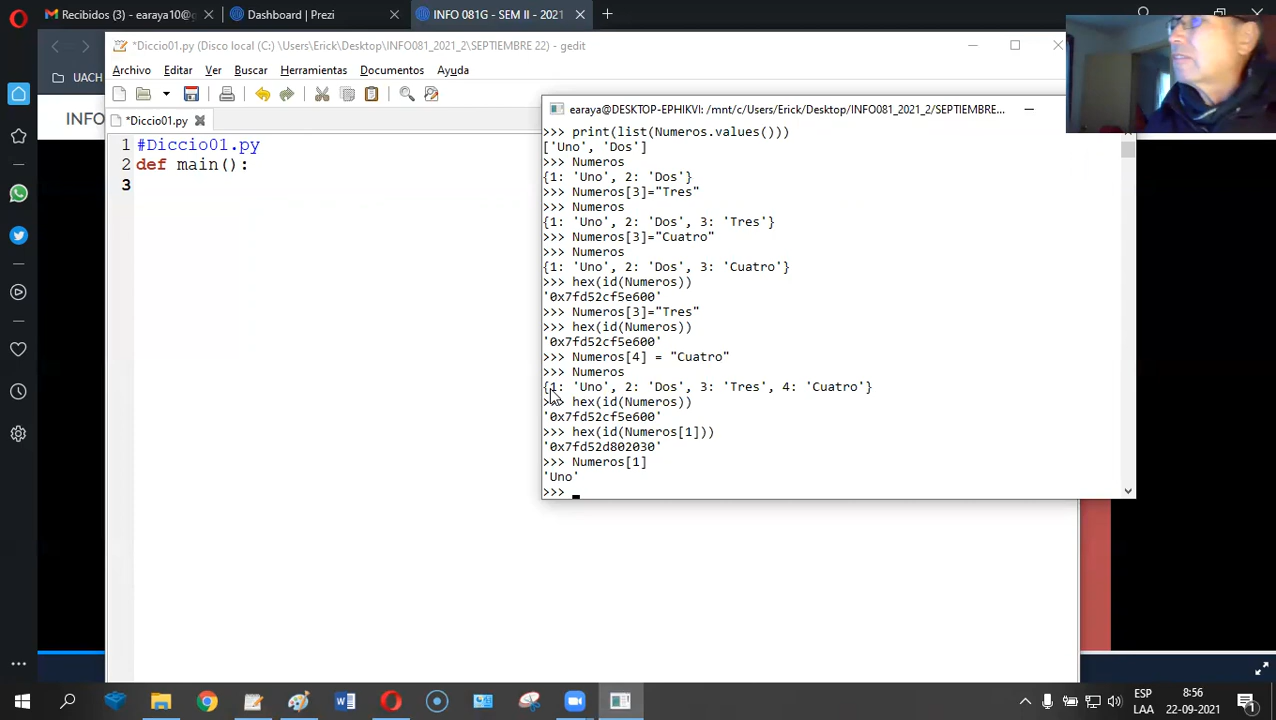 Recibidos (3) - earaya10@g
Dashboard | Prezi
INFO 081G - SEM II - 2021
UACH
INFO
*Diccio01.py (Disco local (C:) \Users\Erick\Desktop\INFO081_2021_2\SEPTIEMBRE 22) - gedit
Archivo Editar Ver Buscar Herramientas Documentos Ayuda
*Diccio01.py
1 #Diccio01.py
2 def main():
3
earaya@DESKTOP-EPHIKVI: /mnt/c/Users/Erick/Desktop/INFO081_2021_2/SEPTIEMBRE...
>>> print(list(Numeros.values()))
['Uno', 'Dos']
>>> Numeros
{1: 'Uno', 2: 'Dos'}
>>> Numeros[3]="Tres"
>>> Numeros
{1: 'Uno', 2: 'Dos', 3: 'Tres'}
>>> Numeros[3]="Cuatro"
>>> Numeros
{1: 'Uno', 2: 'Dos', 3: 'Cuatro'}
>>> hex(id(Numeros))
'0x7fd52cf5e600'
>>> Numeros[3]="Tres"
>>> hex(id(Numeros))
'0x7fd52cf5e600'
>>> Numeros[4] = "Cuatro"
>>> Numeros
{1: 'Uno', 2: 'Dos', 3: 'Tres', 4: 'Cuatro'}
>>> hex(id(Numeros))
'0x7fd52cf5e600'
>>> hex(id(Numeros[1]))
'0x7fd52d802030'
>>> Numeros[1]
'Uno'
>>>
ESP
LAA
8:56
22-09-2021
1